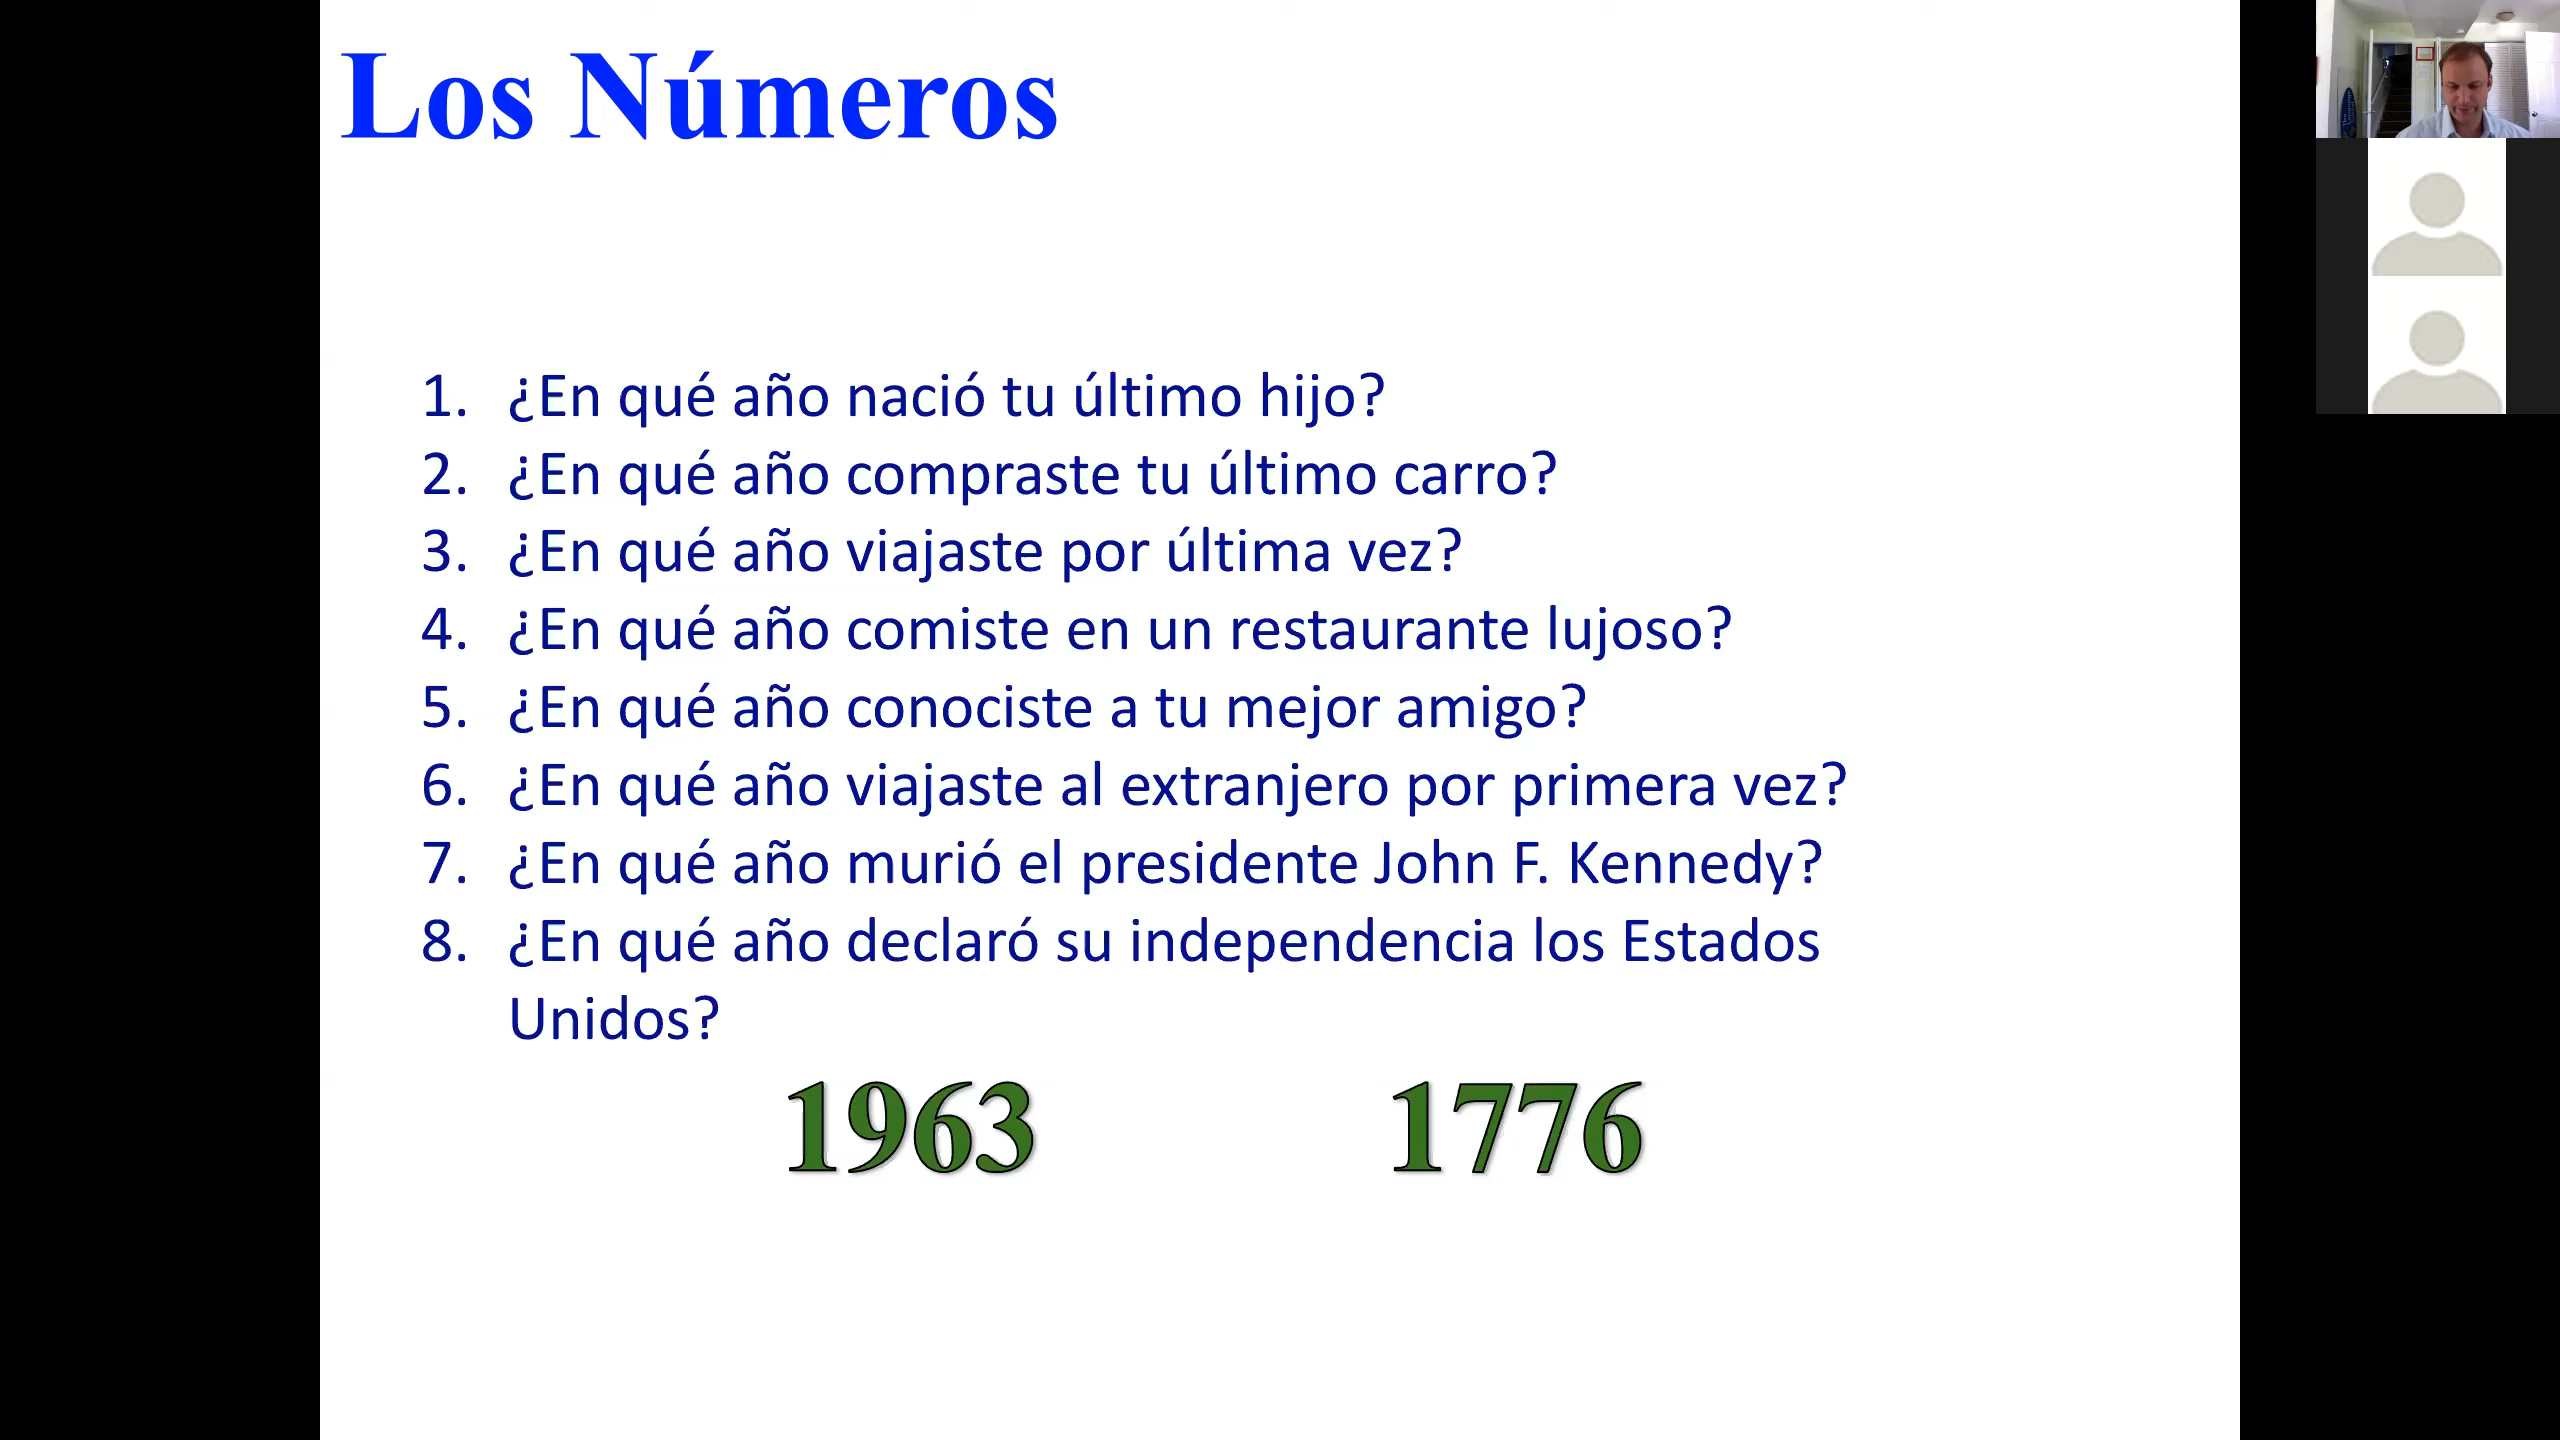 Los Números
1. ¿En qué año nació tu último hijo?
2. ¿En qué año compraste tu último carro?
3. ¿En qué año viajaste por última vez?
4. ¿En qué año comiste en un restaurante lujoso?
5. ¿En qué año conociste a tu mejor amigo?
6. ¿En qué año viajaste al extranjero por primera vez?
7. ¿En qué año murió el presidente John F. Kennedy?
8. ¿En qué año declaró su independencia los Estados
Unidos?
1963 1776